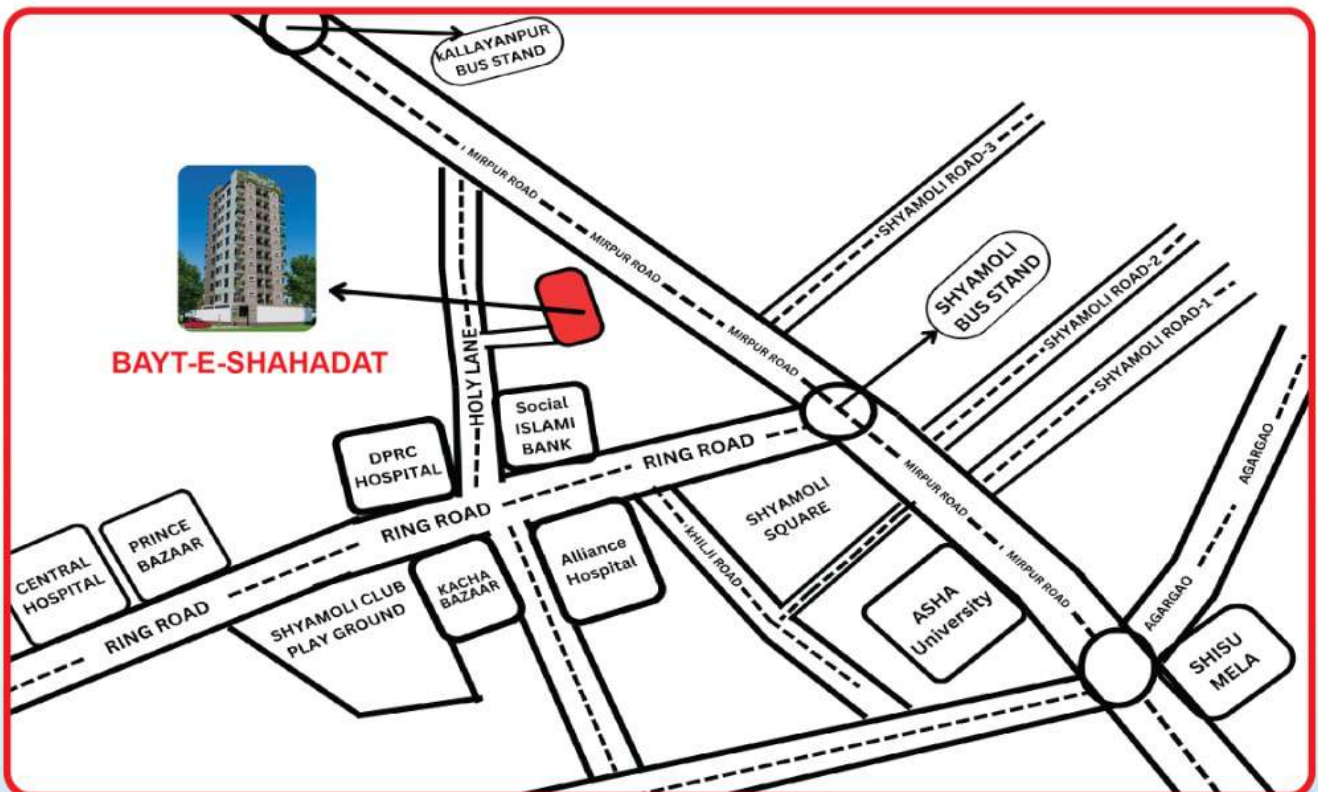 kALLAYANPUR
BUS STAND
MIRPUR ROAD
MIRPUR ROAD
MIRPUR ROAD
MIRPUR ROAD
MIRPUR ROAD
SHYAMOLI ROAD-3
SHYAMOLI
BUS STAND
SHYAMOLI ROAD-2
SHYAMOLI ROAD-1
BAYT-E-SHAHADAT
HOLY LANE
Social
ISLAMI
BANK
DPRC
HOSPITAL
RING ROAD
RING ROAD
RING ROAD
SHYAMOLI
SQUARE
AGARGAO
AGARGAO
CENTRAL
HOSPITAL
PRINCE
BAZAAR
SHYAMOLI CLUB
PLAY GROUND
KACHA
BAZAAR
Alliance
Hospital
kHILJI ROAD
ASHA
University
SHISU
MELA